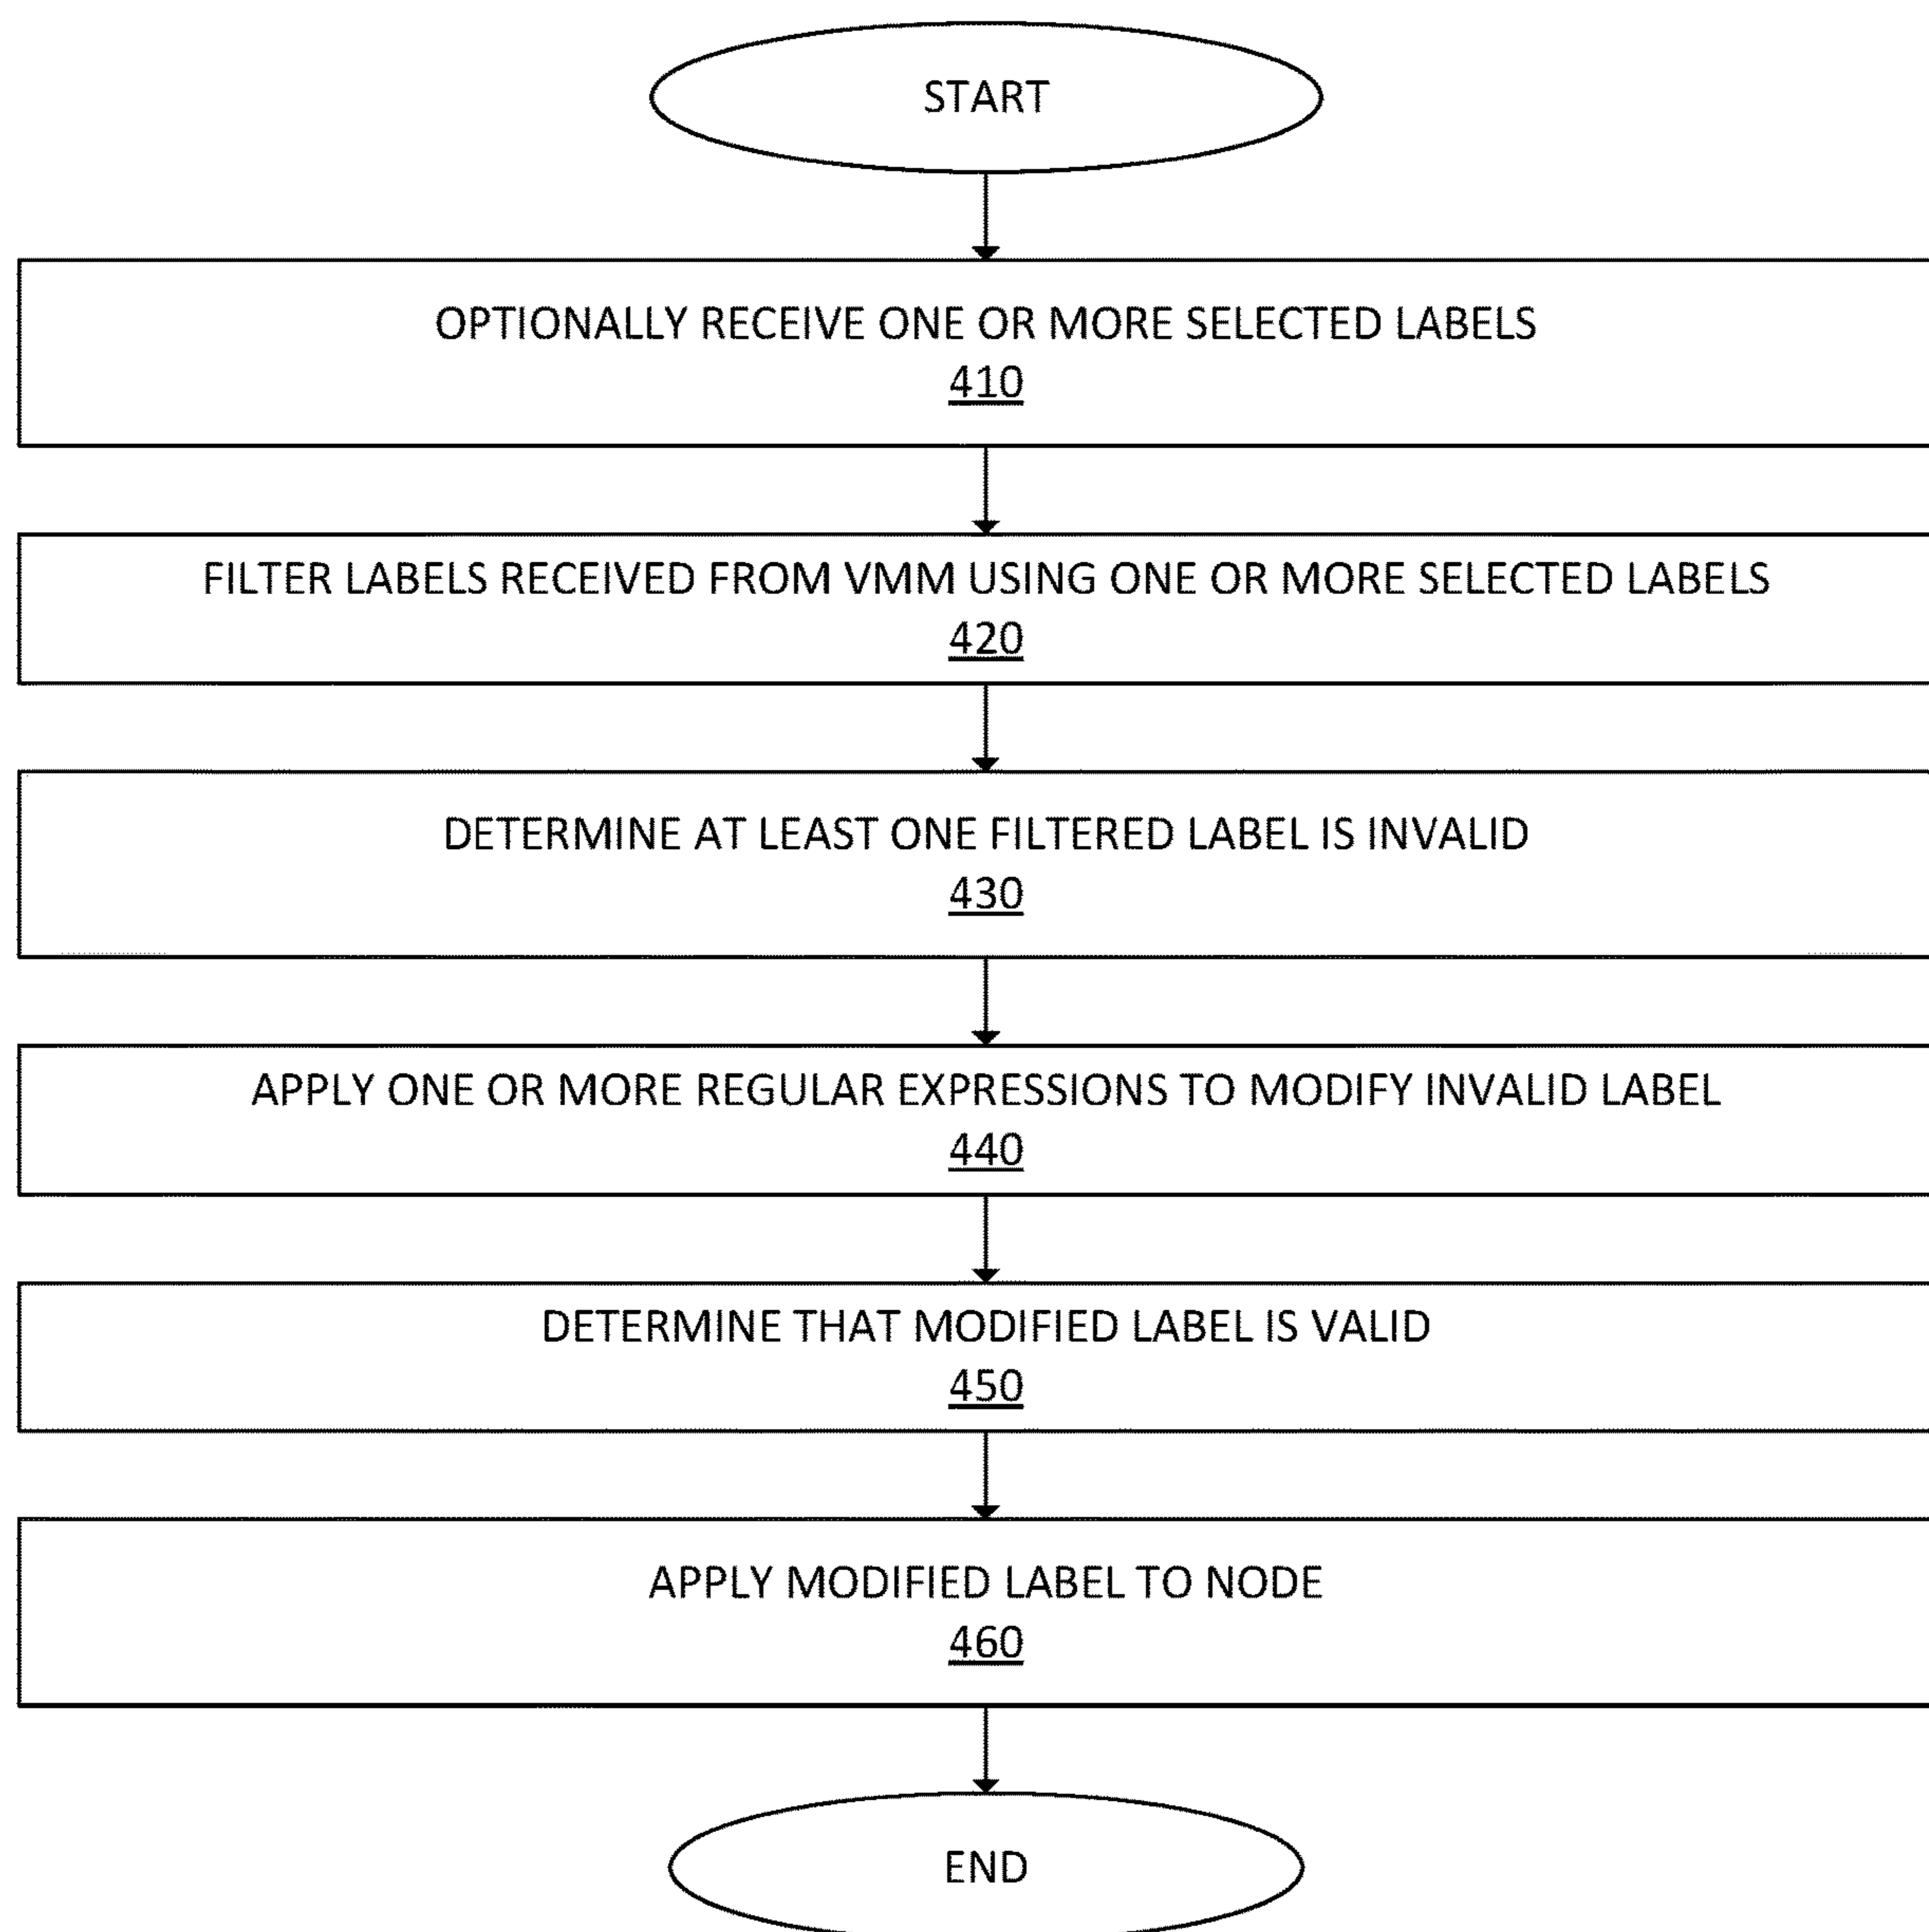 START
OPTIONALLY RECEIVE ONE OR MORE SELECTED LABELS
410
FILTER LABELS RECEIVED FROM VMM USING ONE OR MORE SELECTED LABELS
420
DETERMINE AT LEAST ONE FILTERED LABEL IS INVALID
430
APPLY ONE OR MORE REGULAR EXPRESSIONS TO MODIFY INVALID LABEL
440
DETERMINE THAT MODIFIED LABEL IS VALID
450
APPLY MODIFIED LABEL TO NODE
460
END